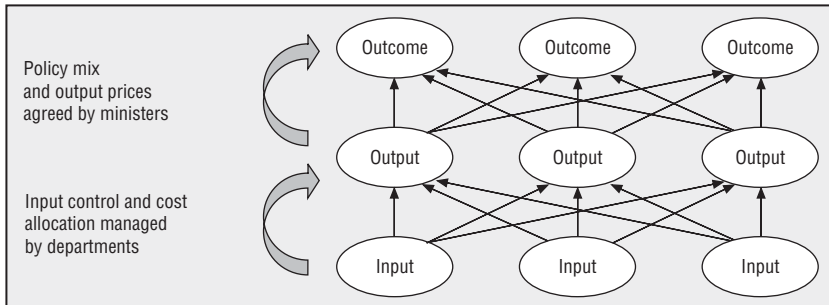 Outcome Outcome Outcome
Policy mix
and output prices
agreed by ministers
Output Output Output
Input control and cost
allocation managed
by departments
Input Input Input